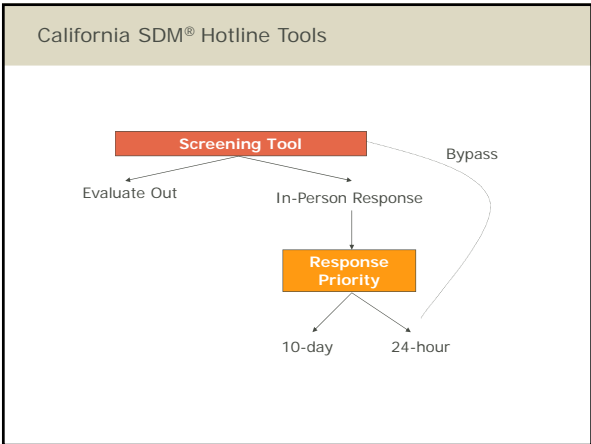 California SDM® Hotline Tools
Screening Tool
Bypass
Evaluate Out
In-Person Response
Response
Priority
10-day
24-hour